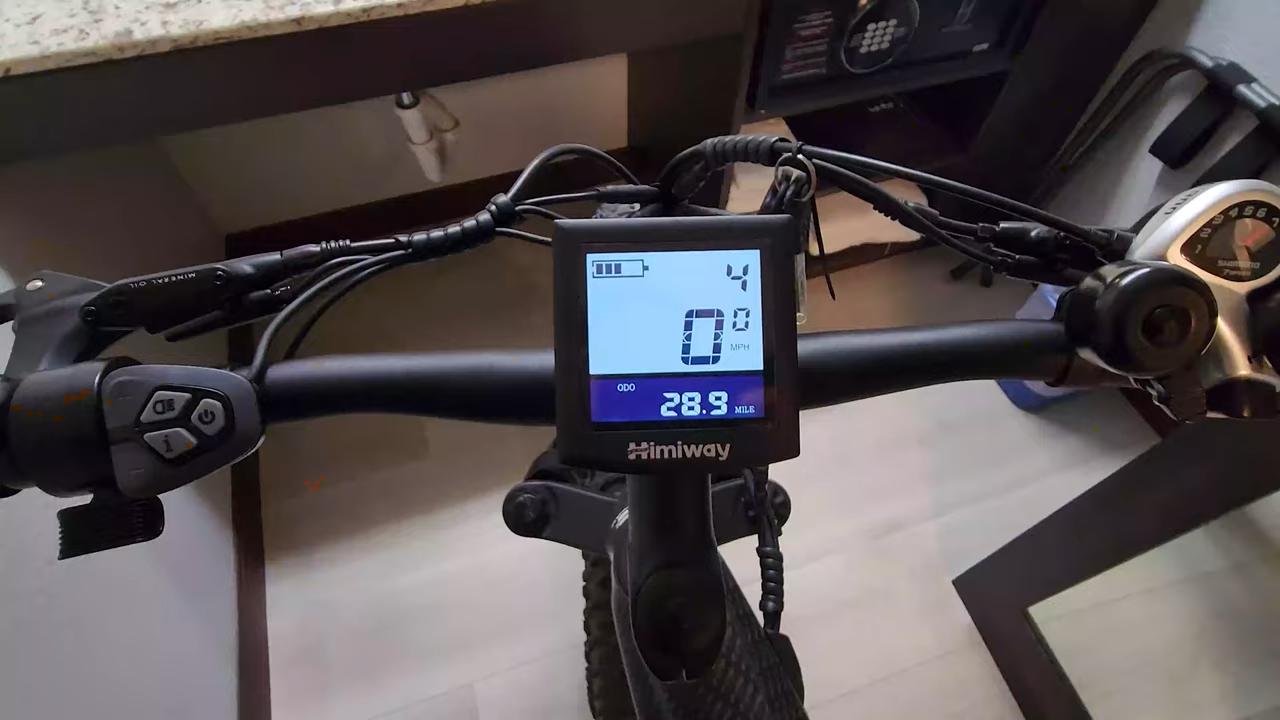 MINERAL OIL
4
0 0
MPH
ODO
28.9 MILE
Himiway
i
SHIMANO